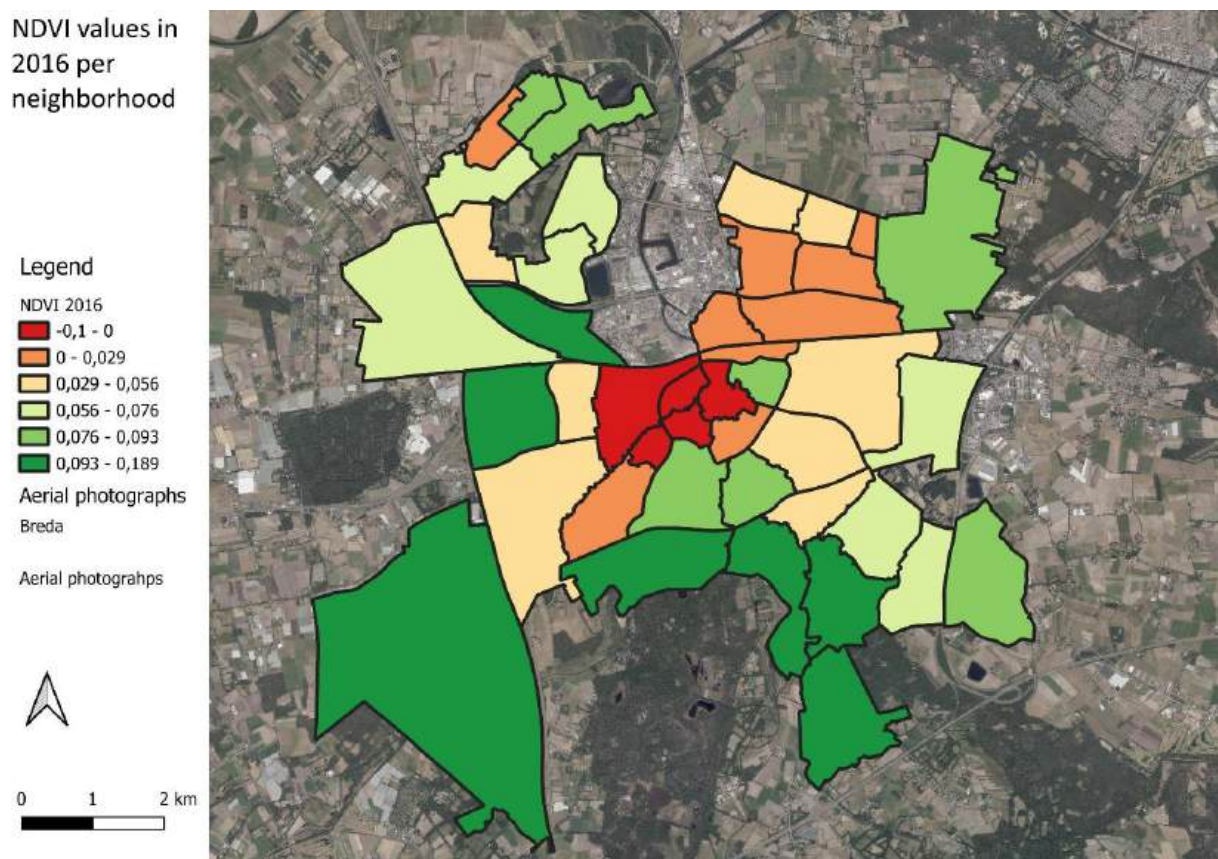 NDVI values in
2016 per
neighborhood
Legend
NDVI 2016
-0,1 - 0
0 - 0,029
0,029 - 0,056
0,056 - 0,076
0,076 - 0,093
0,093 - 0,189
Aerial photographs
Breda
Aerial photograhps
0 1 2 km